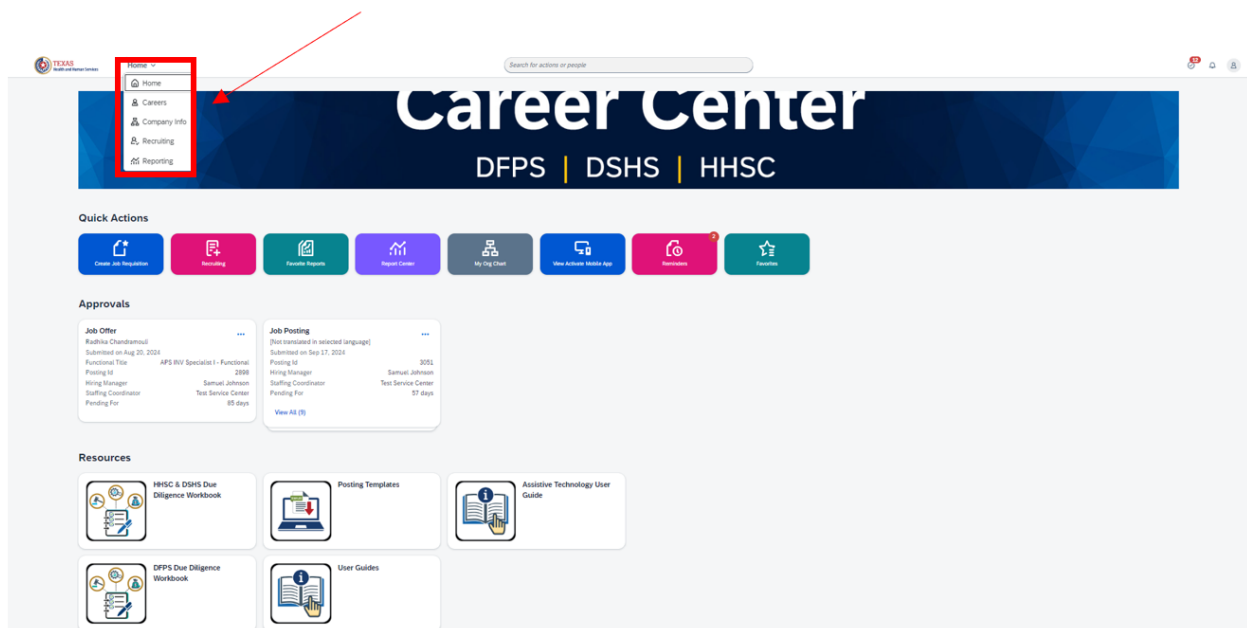 TEXAS
Health and Human Services
Home
Search for actions or people
12
Home
Careers
Company Info
Recruiting
Reporting
Career Center
DFPS | DSHS | HHSC
Quick Actions
Create Job Requisition
Recruiting
Favorite Reports
Report Center
My Org Chart
View Activate Mobile App
2
Reminders
Favorites
Approvals
Job Offer
Radhika Chandramouli
Submitted on Aug 20, 2024
Functional Title APS INV Specialist I - Functional
Posting Id 2898
Hiring Manager Samuel Johnson
Staffing Coordinator Test Service Center
Pending For 85 days
Job Posting
[Not translated in selected language]
Submitted on Sep 17, 2024
Posting Id 3051
Hiring Manager Samuel Johnson
Staffing Coordinator Test Service Center
Pending For 57 days
View All (9)
Resources
HHSC & DSHS Due
Diligence Workbook
Posting Templates
Assistive Technology User
Guide
DFPS Due Diligence
Workbook
User Guides